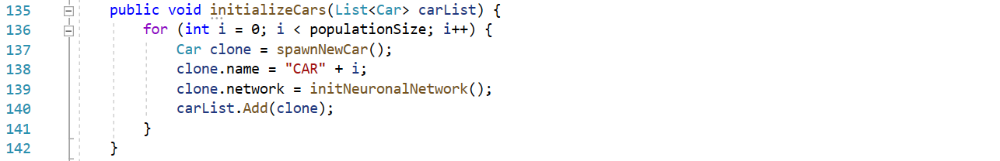 135 public void initializeCars(List<Car> carList) {
136 for (int i = 0; i < populationSize; i++) {
137 Car clone = spawnNewCar();
138 clone.name = "CAR" + i;
139 clone.network = initNeuronalNetwork();
140 carList.Add(clone);
141 }
142 }